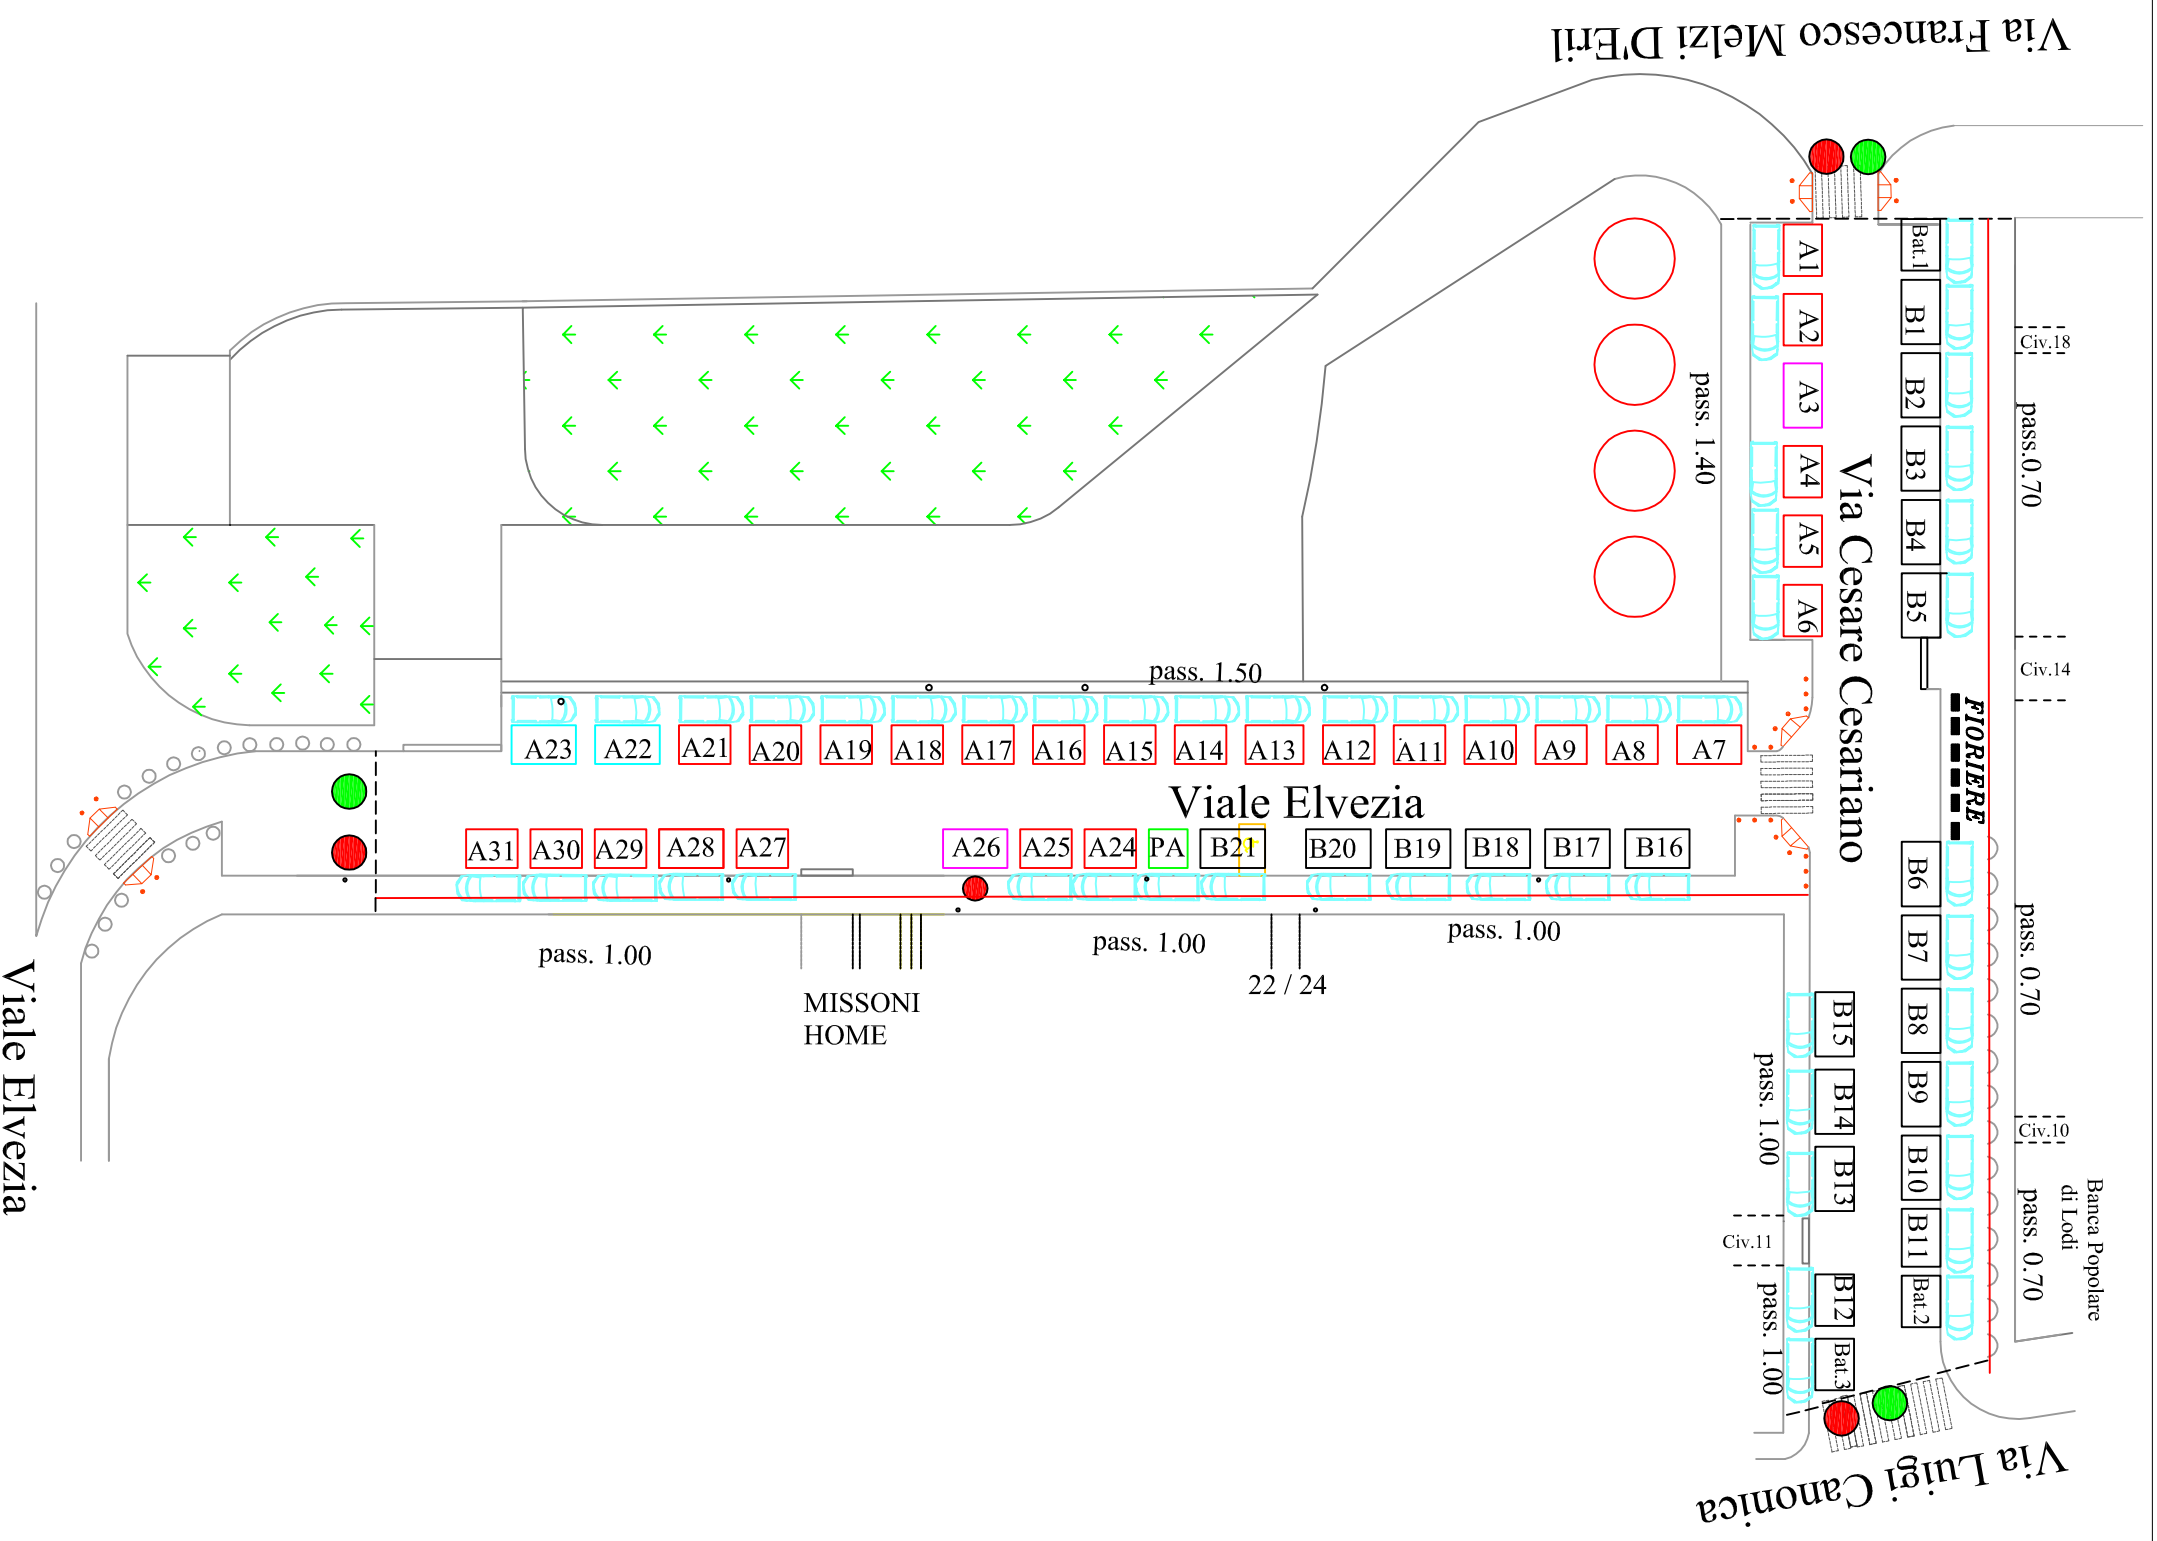 Via Francesco Melzi D'Eril
A1
A2
A3
A4
A5
A6
pass. 1.40
Via Cesare Cesariano
Bat.1
B1
B2
B3
B4
B5
Civ.18
pass.0.70
Civ.14
FIORIERE
pass. 1.50
A23
A22
A21
A20
A19
A18
A17
A16
A15
A14
A13
A12
A11
A10
A9
A8
A7
Viale Elvezia
A31
A30
A29
A28
A27
A26
A25
A24
PA
B21
B20
B19
B18
B17
B16
pass. 1.00
pass. 1.00
pass. 1.00
MISSONI
HOME
22 / 24
Viale Elvezia
B6
B7
B8
B9
B10
B11
Bat.2
pass. 0.70
Civ.10
pass. 0.70
Banca Popolare
di Lodi
B15
B14
B13
B12
Bat.3
pass. 1.00
Civ.11
pass. 1.00
Via Luigi Canonica